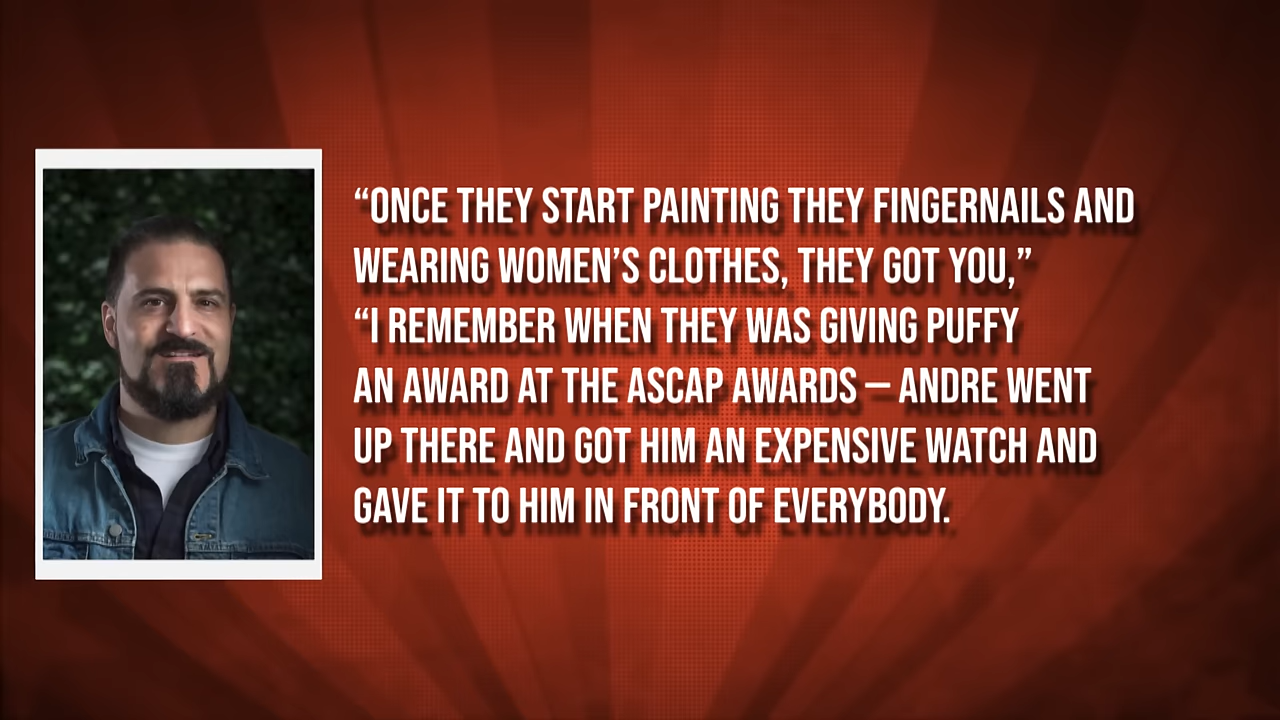 “ONCE THEY START PAINTING THEY FINGERNAILS AND
WEARING WOMEN’S CLOTHES, THEY GOT YOU,”
“I REMEMBER WHEN THEY WAS GIVING PUFFY
AN AWARD AT THE ASCAP AWARDS – ANDRE WENT
UP THERE AND GOT HIM AN EXPENSIVE WATCH AND
GAVE IT TO HIM IN FRONT OF EVERYBODY.